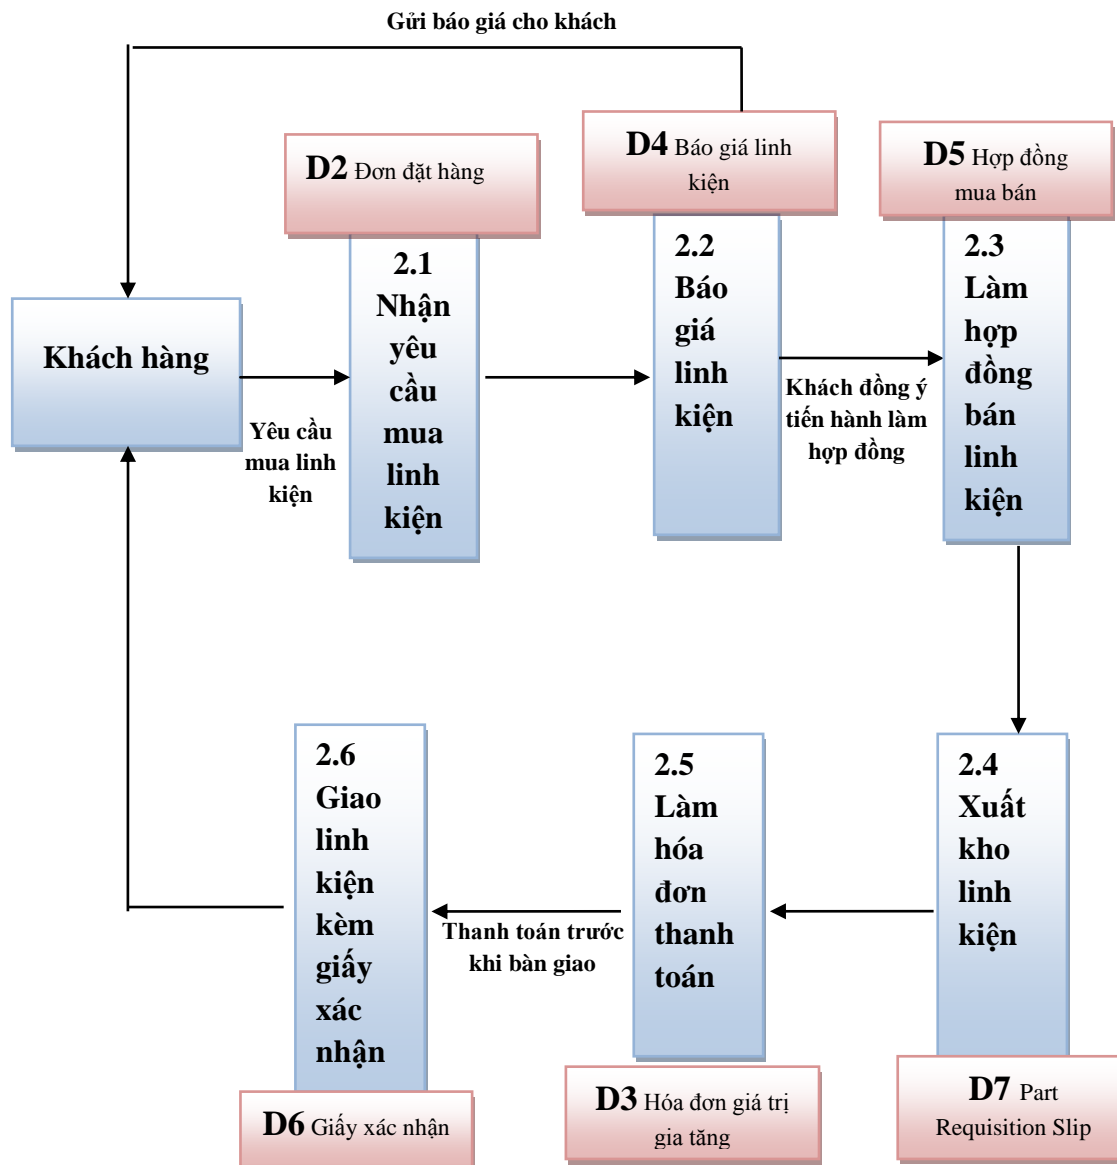 Gửi báo giá cho khách
D2 Đơn đặt hàng
D4 Báo giá linh
kiện
D5 Hợp đồng
mua bán
Khách hàng
Yêu cầu
mua linh
kiện
2.1
Nhận
yêu
cầu
mua
linh
kiện
2.2
Báo
giá
linh
kiện
Khách đồng ý
tiến hành làm
hợp đồng
2.3
Làm
hợp
đồng
bán
linh
kiện
2.6
Giao
linh
kiện
kèm
giấy
xác
nhận
Thanh toán trước
khi bàn giao
2.5
Làm
hóa
đơn
thanh
toán
2.4
Xuất
kho
linh
kiện
D6 Giấy xác nhận
D3 Hóa đơn giá trị
gia tăng
D7 Part
Requisition Slip